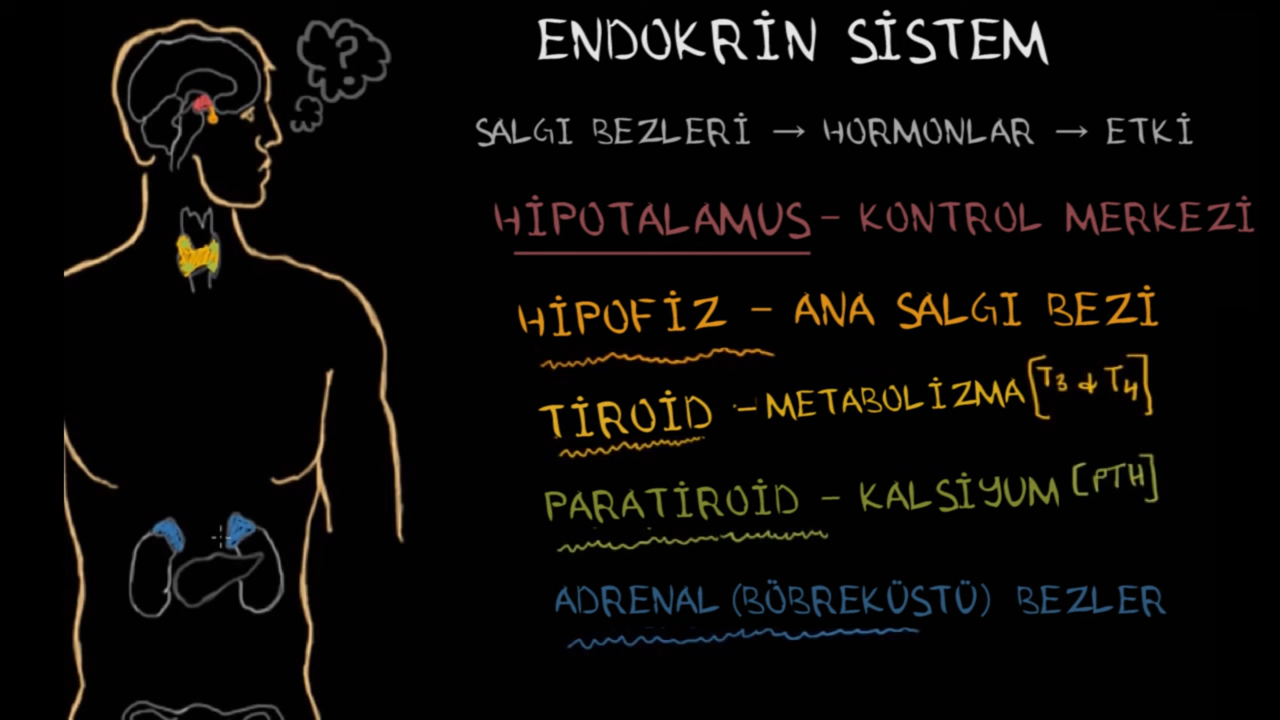 ?
ENDOKRİN SİSTEM
SALGI BEZLERİ → HORMONLAR → ETKİ
HİPOTALAMUS - KONTROL MERKEZİ
HİPOFİZ - ANA SALGI BEZİ
TİROİD - METABOLİZMA [T3 & T4]
PARATİROİD - KALSİYUM [PTH]
ADRENAL (BÖBREKÜSTÜ) BEZLER